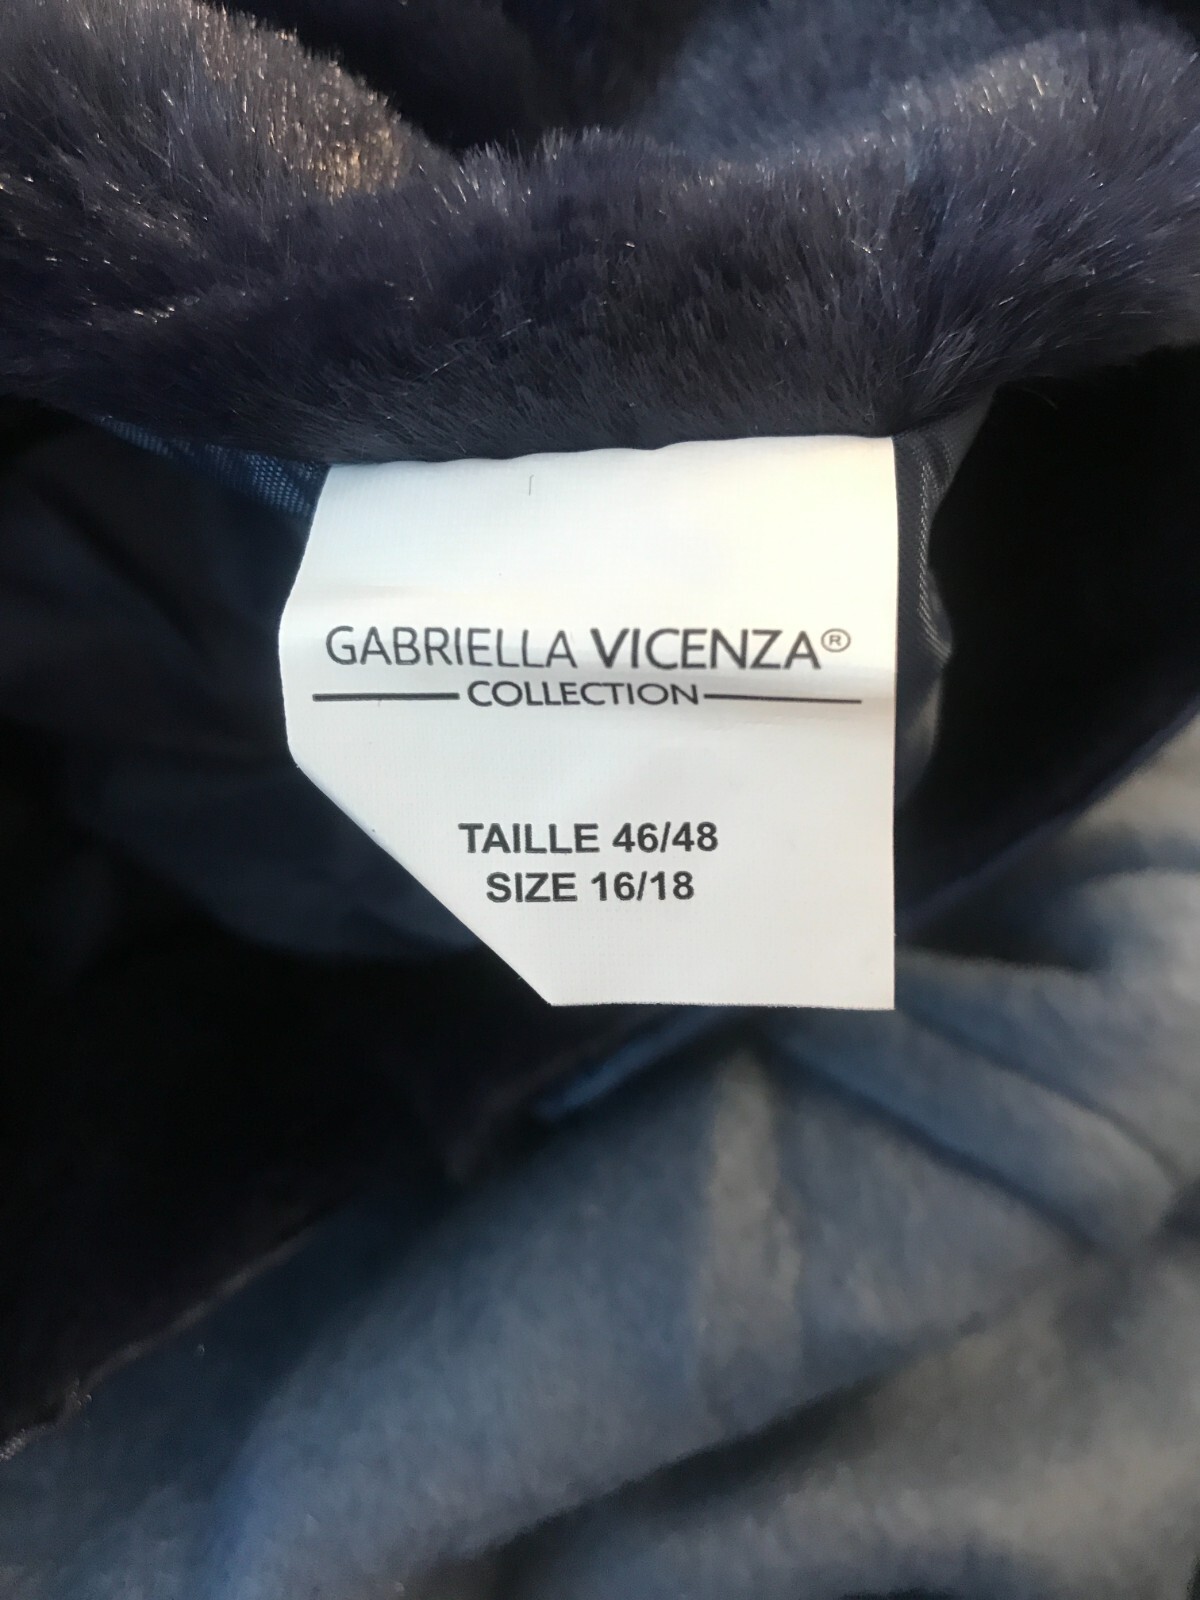 GABRIELLA VICENZA®
COLLECTION
TAILLE 46/48
SIZE 16/18